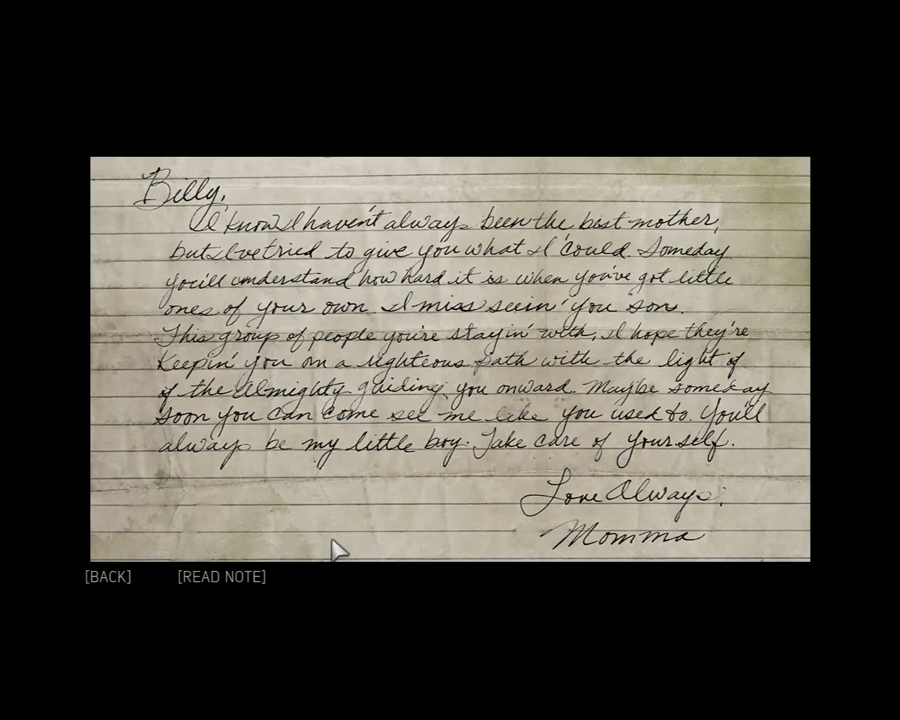 Billy,
I know I haven't always been the best mother,
but I've tried to give you what I could. Someday
you'll understand how hard it is when you've got little
ones of your own. I miss seein' you son.
This group of people you're stayin' with, I hope they're
Keepin' you on a righteous path with the light of
of the Almighty guiding you onward. Maybe someday
soon you can come see me like you used to. You'll
always be my little boy. Take care of yourself.
Love Always,
Momma
[BACK] [READ NOTE]